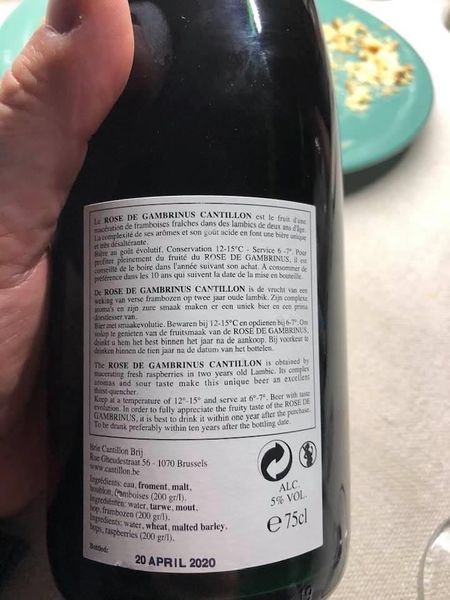 Le ROSE DE GAMBRINUS CANTILLON est le fruit d'une
macération de framboises fraîches dans des lambics de deux ans d'âge.
La complexité de ses arômes et son goût acide en font une bière unique
et très désaltérante.
Bière au goût évolutif. Conservation 12-15°C - Service 6 -7°. Pour
profiter pleinement du fruité du ROSE DE GAMBRINUS, il est
conseillé de le boire dans l'année suivant son achat. A consommer de
préférence dans les 10 ans qui suivent la date de la mise en bouteille.
De ROSE DE GAMBRINUS CANTILLON is de vrucht van een
weking van verse frambozen op twee jaar oude lambik. Zijn complexe
aroma's en zijn zure smaak maken er een uniek bier en een prima
dorstlesser van.
Bier met smaakevolutie. Bewaren bij 12-15°C en opdienen bij 6-7°. Om
volop te genieten van de fruitsmaak van de ROSE DE GAMBRINUS,
drinkt u hem het best binnen het jaar na de aankoop. Bij voorkeur te
drinken binnen de tien jaar na de datum van het bottelen.
The ROSE DE GAMBRINUS CANTILLON is obtained by
macerating fresh raspberries in two years old Lambic. Its complex
aromas and sour taste make this unique beer an excellent
thirst-quencher.
Keep at a temperature of 12°-15° and serve at 6°-7°. Beer with taste
evolution. In order to fully appreciate the fruity taste of the ROSE DE
GAMBRINUS, it is best to drink it within one year after the purchase.
To be drunk preferably within ten years after the bottling date.
Brie Cantillon Brij
Rue Gheudestraat 56 - 1070 Brussels
www.cantillon.be
Ingrédients: eau, froment, malt,
houblon, framboises (200 gr/l).
Ingrediënten: water, tarwe, mout,
hop, frambozen (200 gr/l).
Ingredients: water, wheat, malted barley,
hops, raspberries (200 gr/l).
ALC.
5% VOL.
e 75cl
Bottled:
20 APRIL 2020